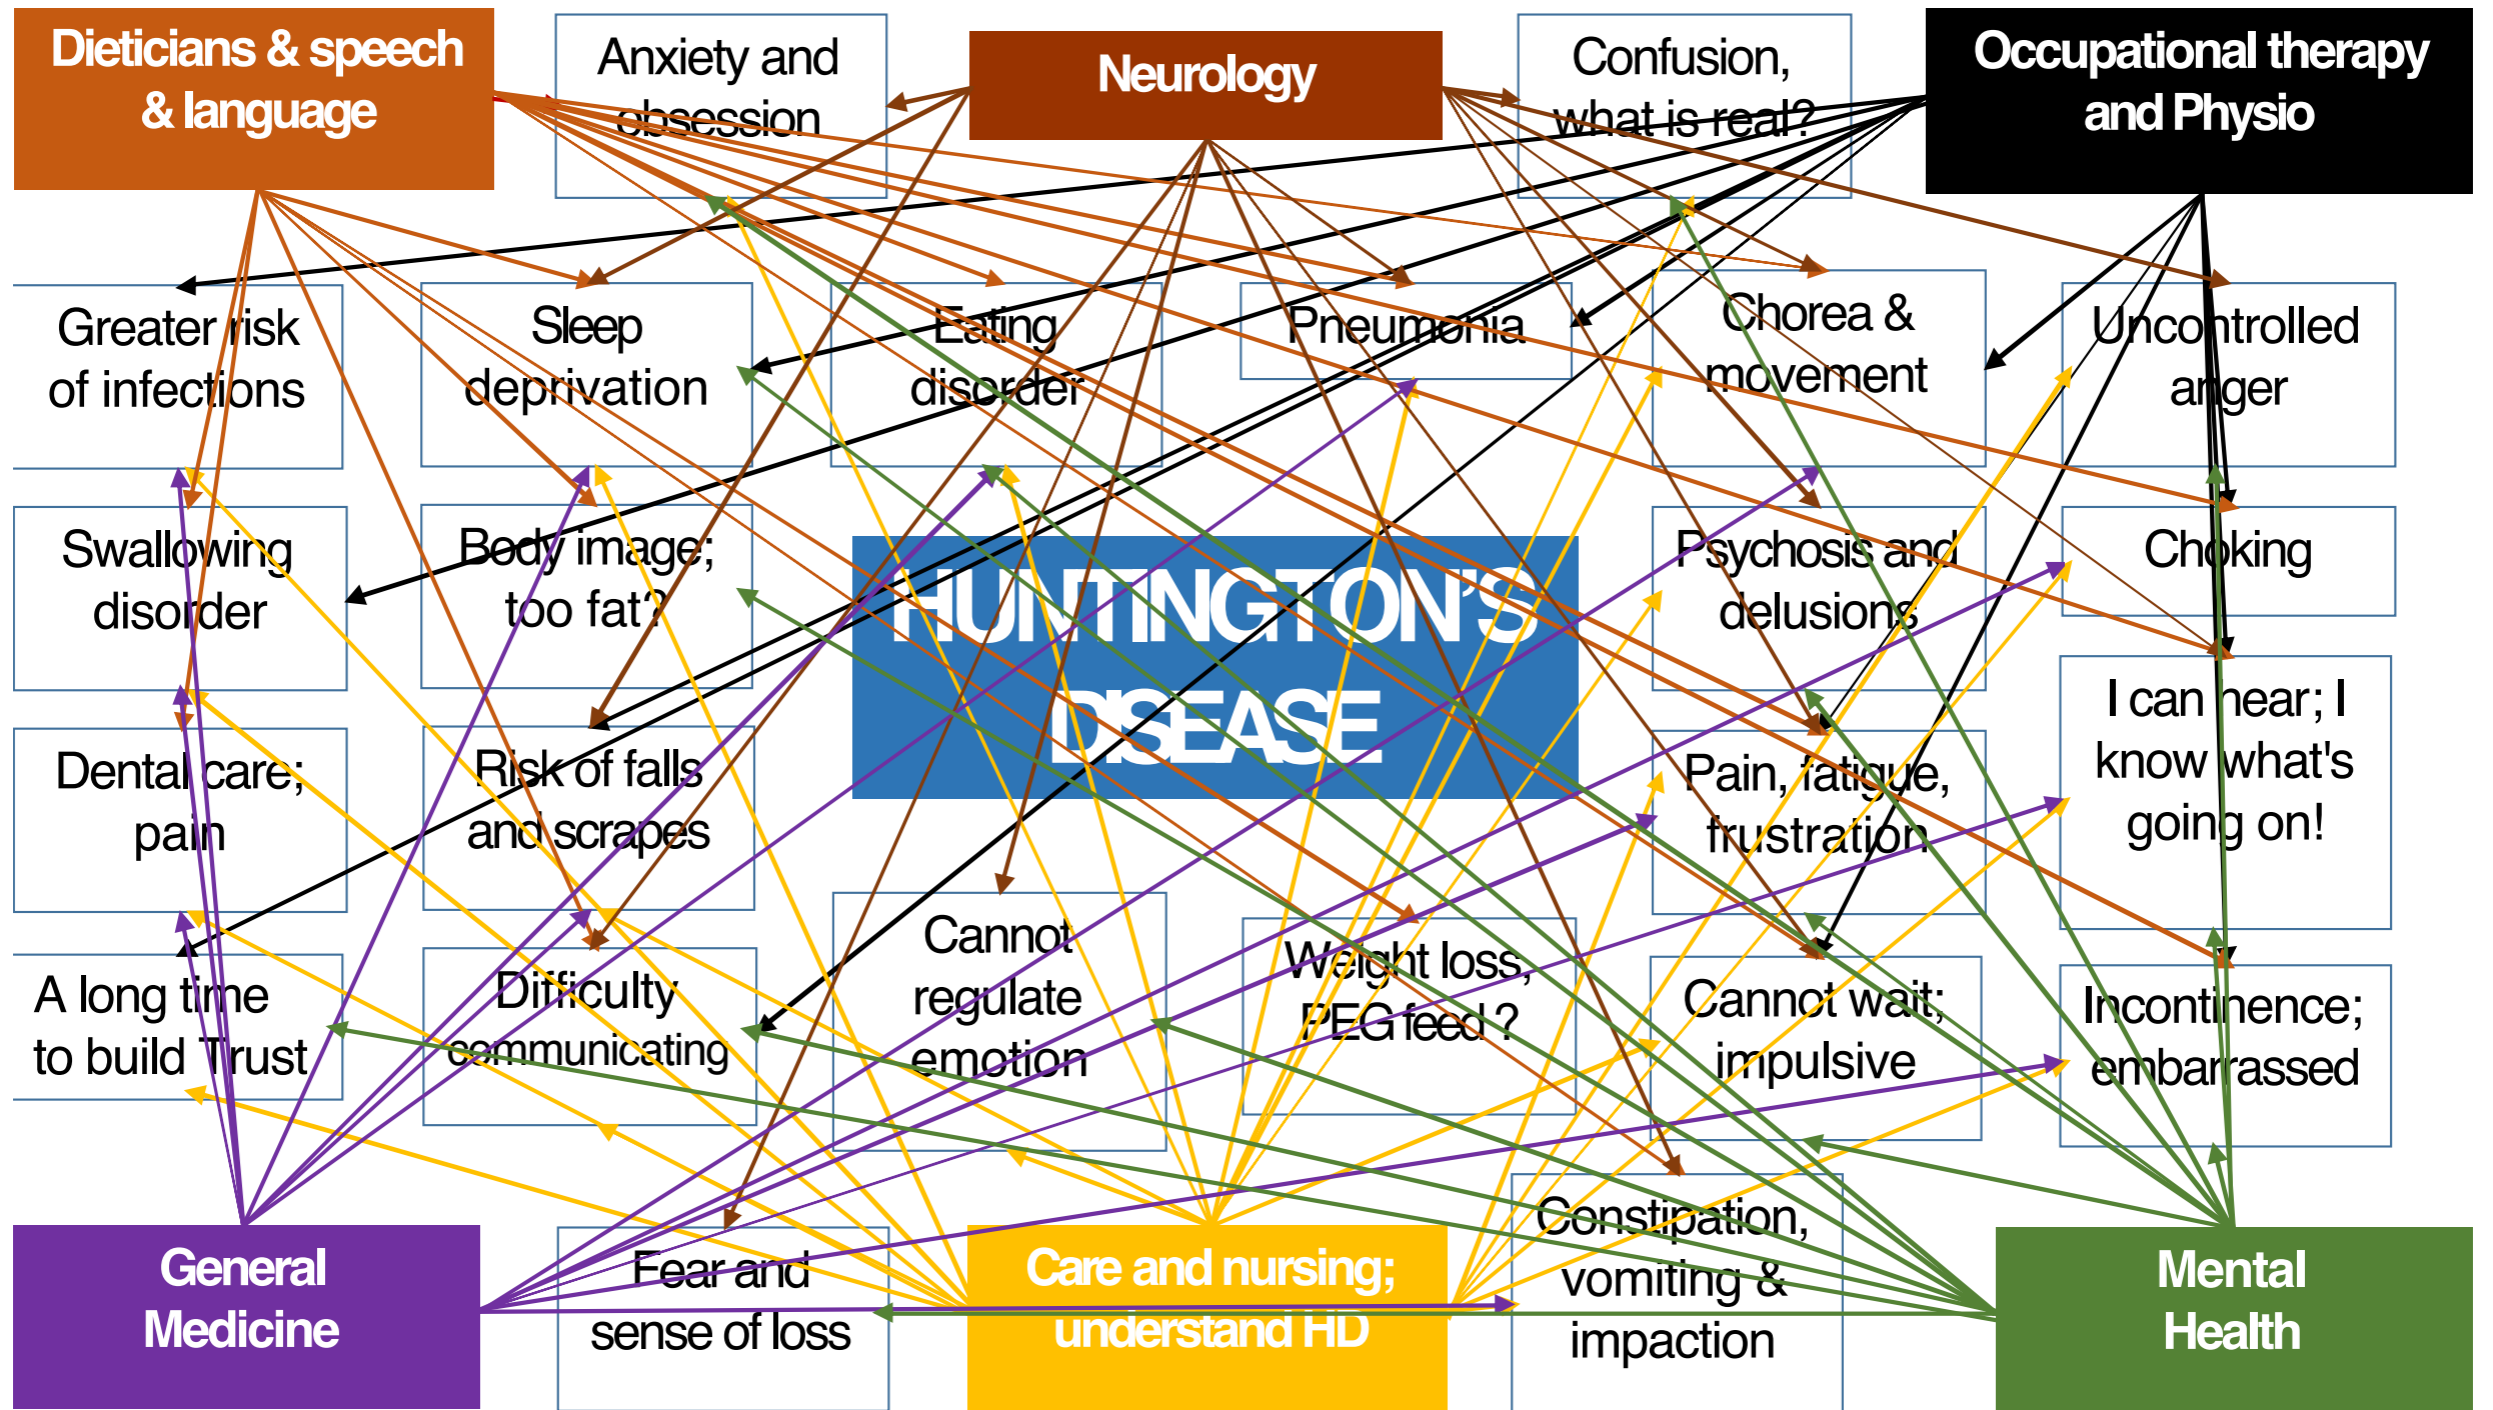 Dieticians & speech
& language
Anxiety and
obsession
Neurology
Confusion,
what is real?
Occupational therapy
and Physio
Greater risk
of infections
Sleep
deprivation
Eating
disorder
Pneumonia
Chorea &
movement
Uncontrolled
anger
Swallowing
disorder
Body image;
too fat?
HUNTINGTON'S
DISEASE
Psychosis and
delusions
Choking
Dental care;
pain
Risk of falls
and scrapes
Pain, fatigue,
frustration
I can hear; I
know what's
going on!
A long time
to build Trust
Difficulty
communicating
Cannot
regulate
emotion
Weight loss,
PEG feed ?
Cannot wait;
impulsive
Incontinence;
embarrassed
General
Medicine
Fear and
sense of loss
Care and nursing;
understand HD
Constipation,
vomiting &
impaction
Mental
Health